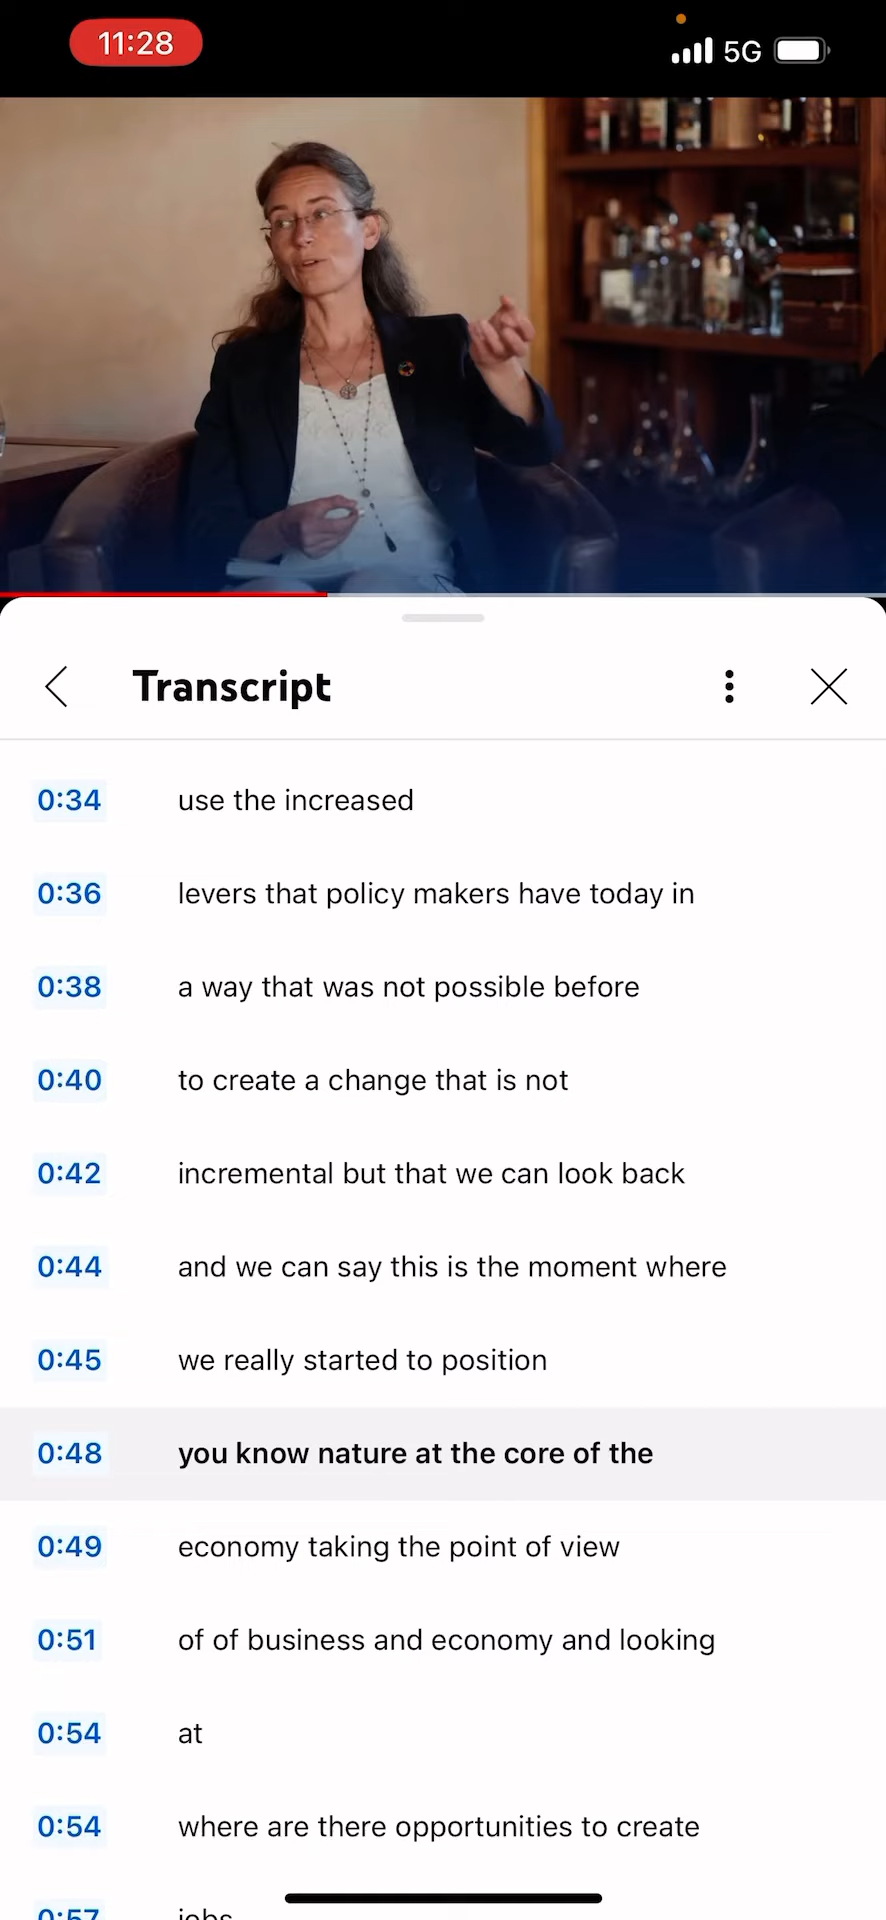 11:28
5G
Transcript
0:34 use the increased
0:36 levers that policy makers have today in
0:38 a way that was not possible before
0:40 to create a change that is not
0:42 incremental but that we can look back
0:44 and we can say this is the moment where
0:45 we really started to position
0:48 you know nature at the core of the
0:49 economy taking the point of view
0:51 of of business and economy and looking
0:54 at
0:54 where are there opportunities to create
0:57 jobs